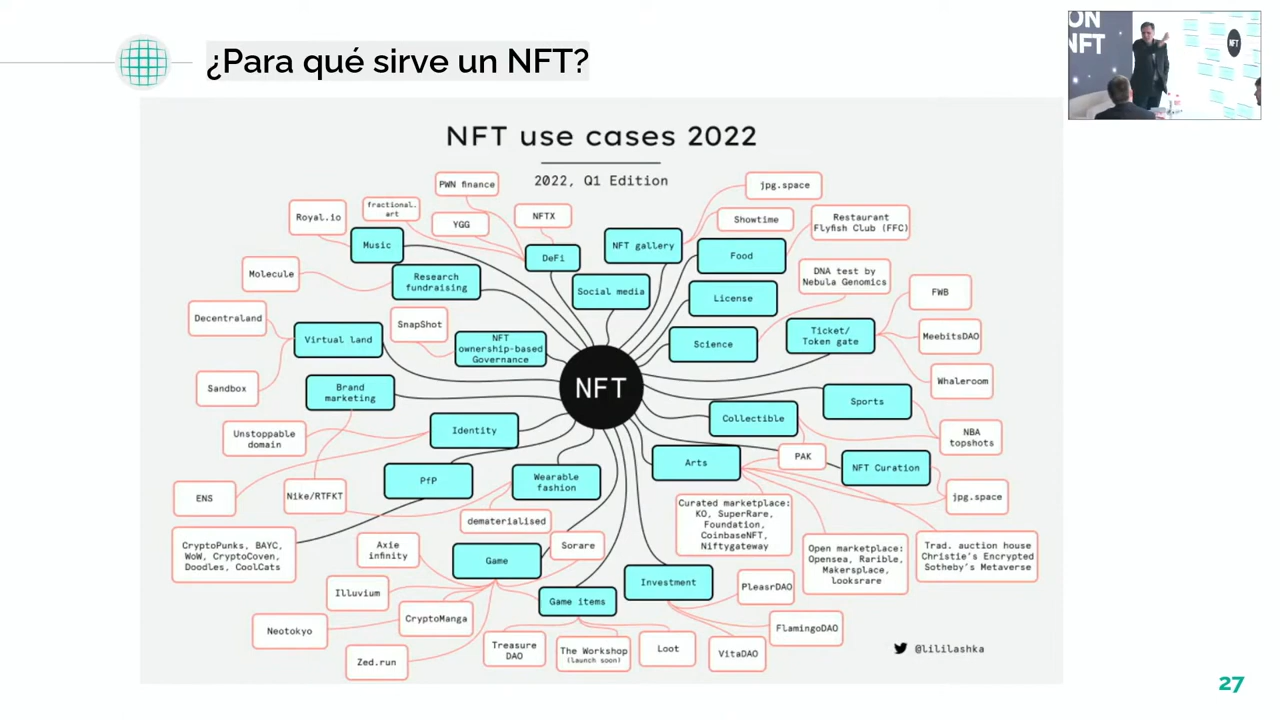 ¿Para qué sirve un NFT?
ON
NFT
NFT
NFT use cases 2022
2022, Q1 Edition
PWN finance
jpg.space
fractional.
art
Royal.io
YGG
NFTX
Showtime
Restaurant
Flyfish Club (FFC)
Music
DeFi
NFT gallery
Food
Molecule
Research
fundraising
Social media
License
DNA test by
Nebula Genomics
FWB
Decentraland
SnapShot
Virtual land
NFT
ownership-based
Governance
Science
Ticket/
Token gate
MeebitsDAO
Sandbox
Brand
marketing
NFT
Whaleroom
Sports
Unstoppable
domain
Identity
Collectible
NBA
topshots
PfP
Wearable
fashion
Arts
PAK
NFT Curation
ENS
Nike/RTFKT
jpg.space
dematerialised
Curated marketplace:
KO, SuperRare,
Foundation,
CoinbaseNFT,
Niftygateway
CryptoPunks, BAYC,
WoW, CryptoCoven,
Doodles, CoolCats
Axie
infinity
Game
Sorare
Open marketplace:
Opensea, Rarible,
Makersplace,
looksrare
Trad. auction house
Christie's Encrypted
Sotheby's Metaverse
Illuvium
Game items
Investment
PleasrDAO
Neotokyo
CryptoManga
FlamingoDAO
Zed.run
Treasure
DAO
The Workshop
(launch soon)
Loot
VitaDAO
@lililashka
27